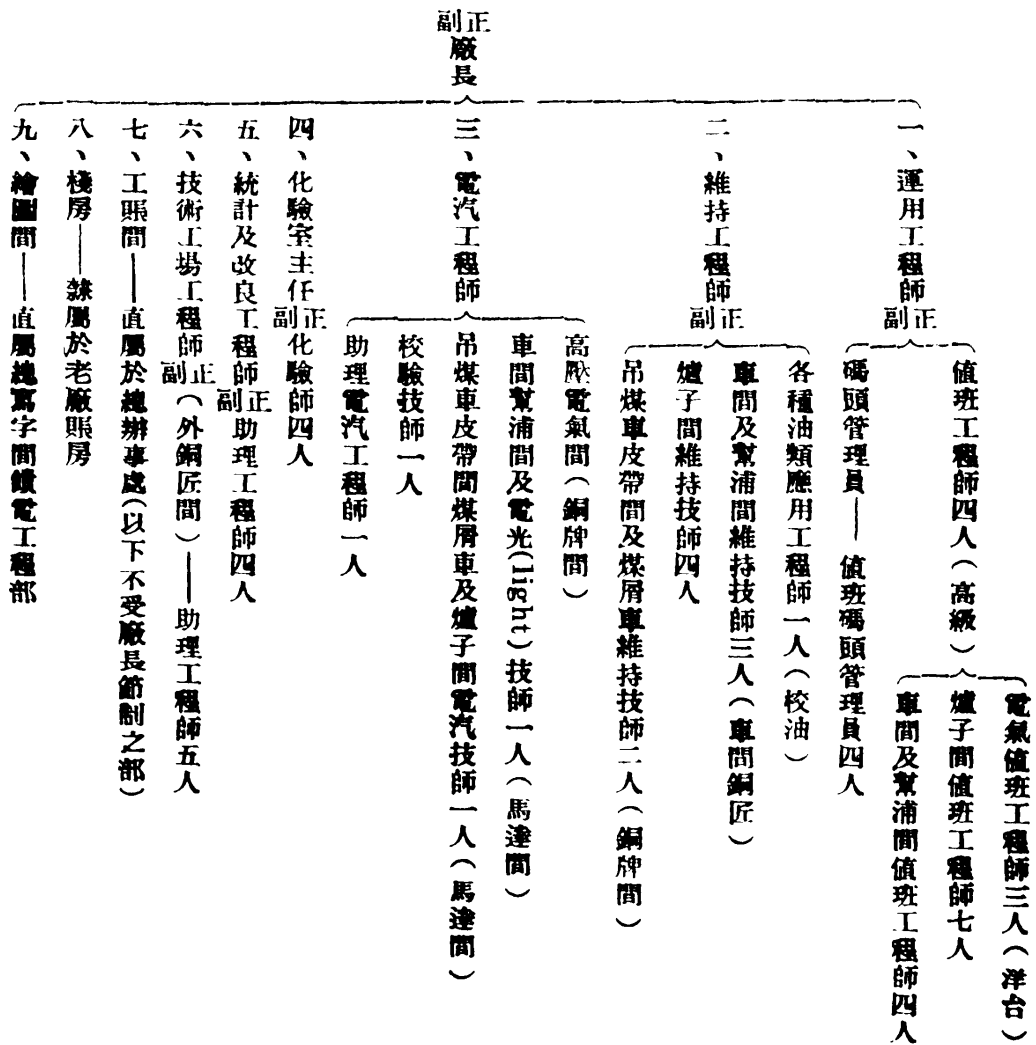 正副廠長
一、運用工程師 正副
值班工程師四人（高級）
電氣值班工程師三人（洋台）
爐子間值班工程師七人
車間及幫浦間值班工程師四人
碼頭管理員——值班碼頭管理員四人
二、維持工程師 正副
各種油類應用工程師一人（校油）
車間及幫浦間維持技師三人（車間銅匠）
爐子間維持技師四人
吊煤車皮帶間及煤屑車維持技師二人（銅牌間）
三、電汽工程師
高壓電氣間（銅牌間）
車間幫浦間及電光(light)技師一人（馬達間）
吊煤車皮帶間煤屑車及爐子間電汽技師一人（馬達間）
校驗技師一人
助理電汽工程師一人
四、化驗室主任 正副 化驗師四人
五、統計及改良工程師 正副 助理工程師四人
六、技術工場工程師 正副（外銅匠間）——助理工程師五人
七、工賬間——直屬於總辦事處（以下不受廠長節制之部）
八、棧房——隸屬於老廠賬房
九、繪圖間——直屬總寫字間饋電工程部